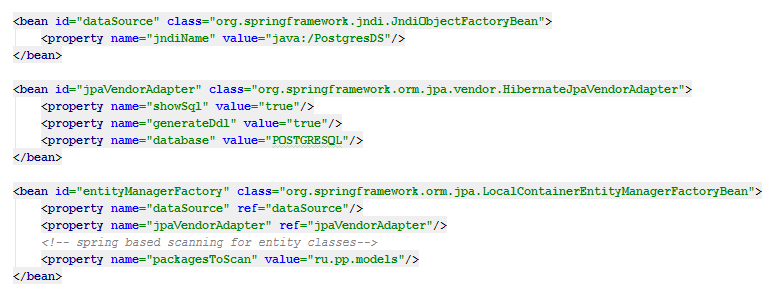 <bean id="dataSource" class="org.springframework.jndi.JndiObjectFactoryBean">
<property name="jndiName" value="java:/PostgresDS"/>
</bean>
<bean id="jpaVendorAdapter" class="org.springframework.orm.jpa.vendor.HibernateJpaVendorAdapter">
<property name="showSql" value="true"/>
<property name="generateDdl" value="true"/>
<property name="database" value="POSTGRESQL"/>
</bean>
<bean id="entityManagerFactory" class="org.springframework.orm.jpa.LocalContainerEntityManagerFactoryBean">
<property name="dataSource" ref="dataSource"/>
<property name="jpaVendorAdapter" ref="jpaVendorAdapter"/>
<!-- spring based scanning for entity classes-->
<property name="packagesToScan" value="ru.pp.models"/>
</bean>